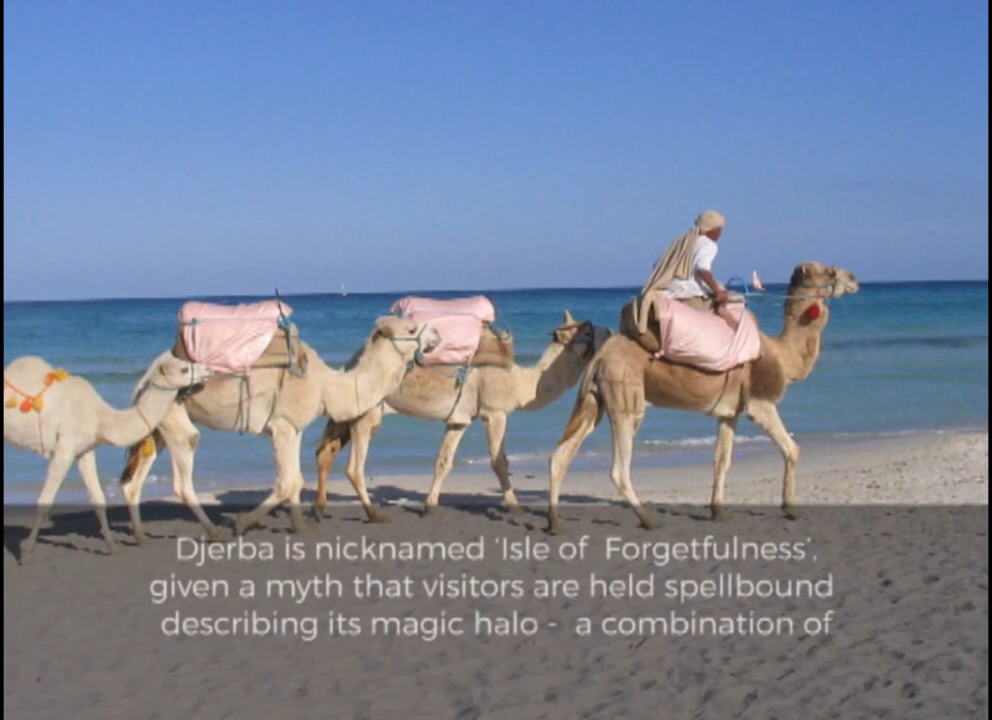 Djerba is nicknamed ‘Isle of Forgetfulness’,
given a myth that visitors are held spellbound
describing its magic halo - a combination of